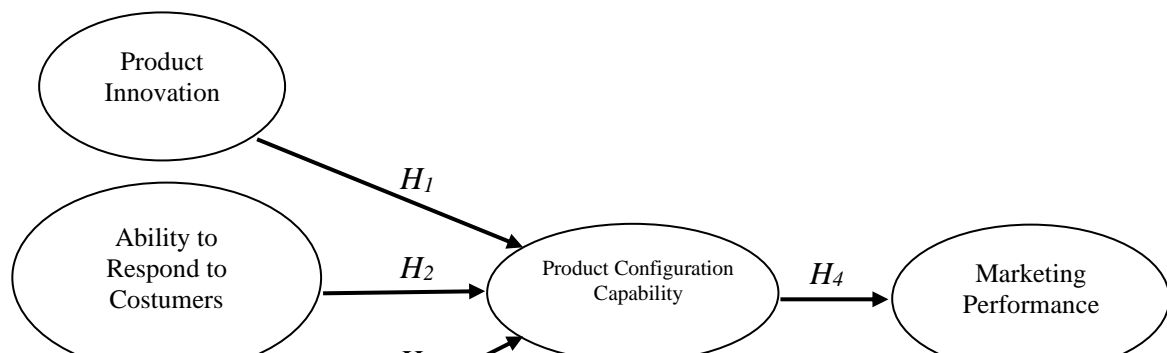 Product
Innovation
H1
Ability to
Respond to
Costumers
H2
Product Configuration
Capability
H4
Marketing
Performance